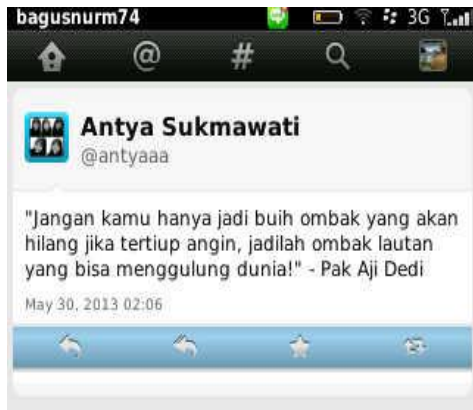 bagusnurm74
3G
@
#
Antya Sukmawati
@antyaaa
"Jangan kamu hanya jadi buih ombak yang akan
hilang jika tertiup angin, jadilah ombak lautan
yang bisa menggulung dunia!" - Pak Aji Dedi
May 30, 2013 02:06